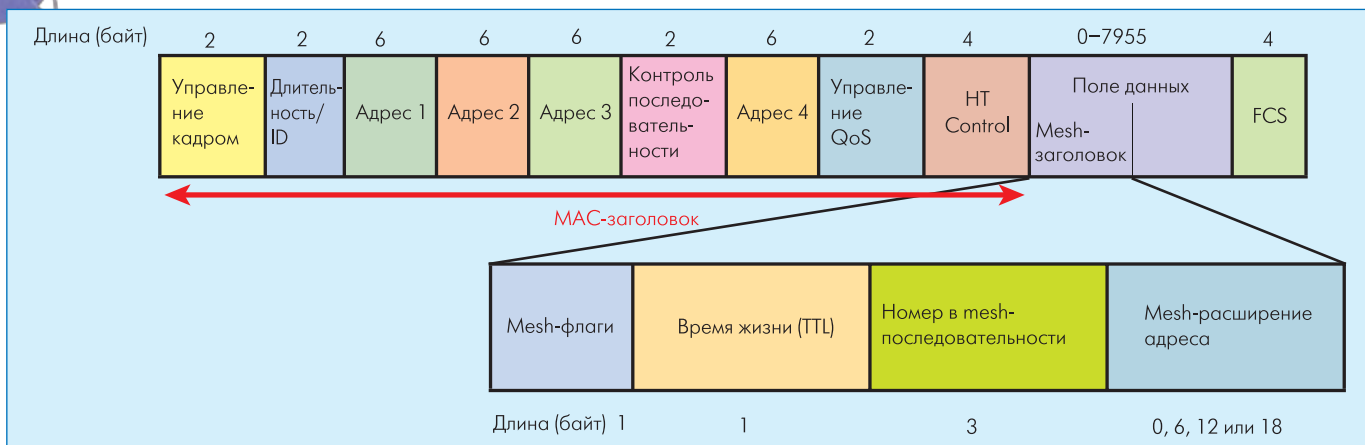 Длина (байт) 2 2 6 6 6 2 6 2 4 0–7955 4
Управле-
ние
кадром
Длитель-
ность/
ID
Адрес 1
Адрес 2
Адрес 3
Контроль
последо-
ватель-
ности
Адрес 4
Управле-
ние
QoS
HT
Control
Поле данных
Mesh-
заголовок
FCS
MAC-заголовок
Mesh-флаги
Время жизни (TTL)
Номер в mesh-
последовательности
Mesh-расширение
адреса
Длина (байт) 1 1 3 0, 6, 12 или 18